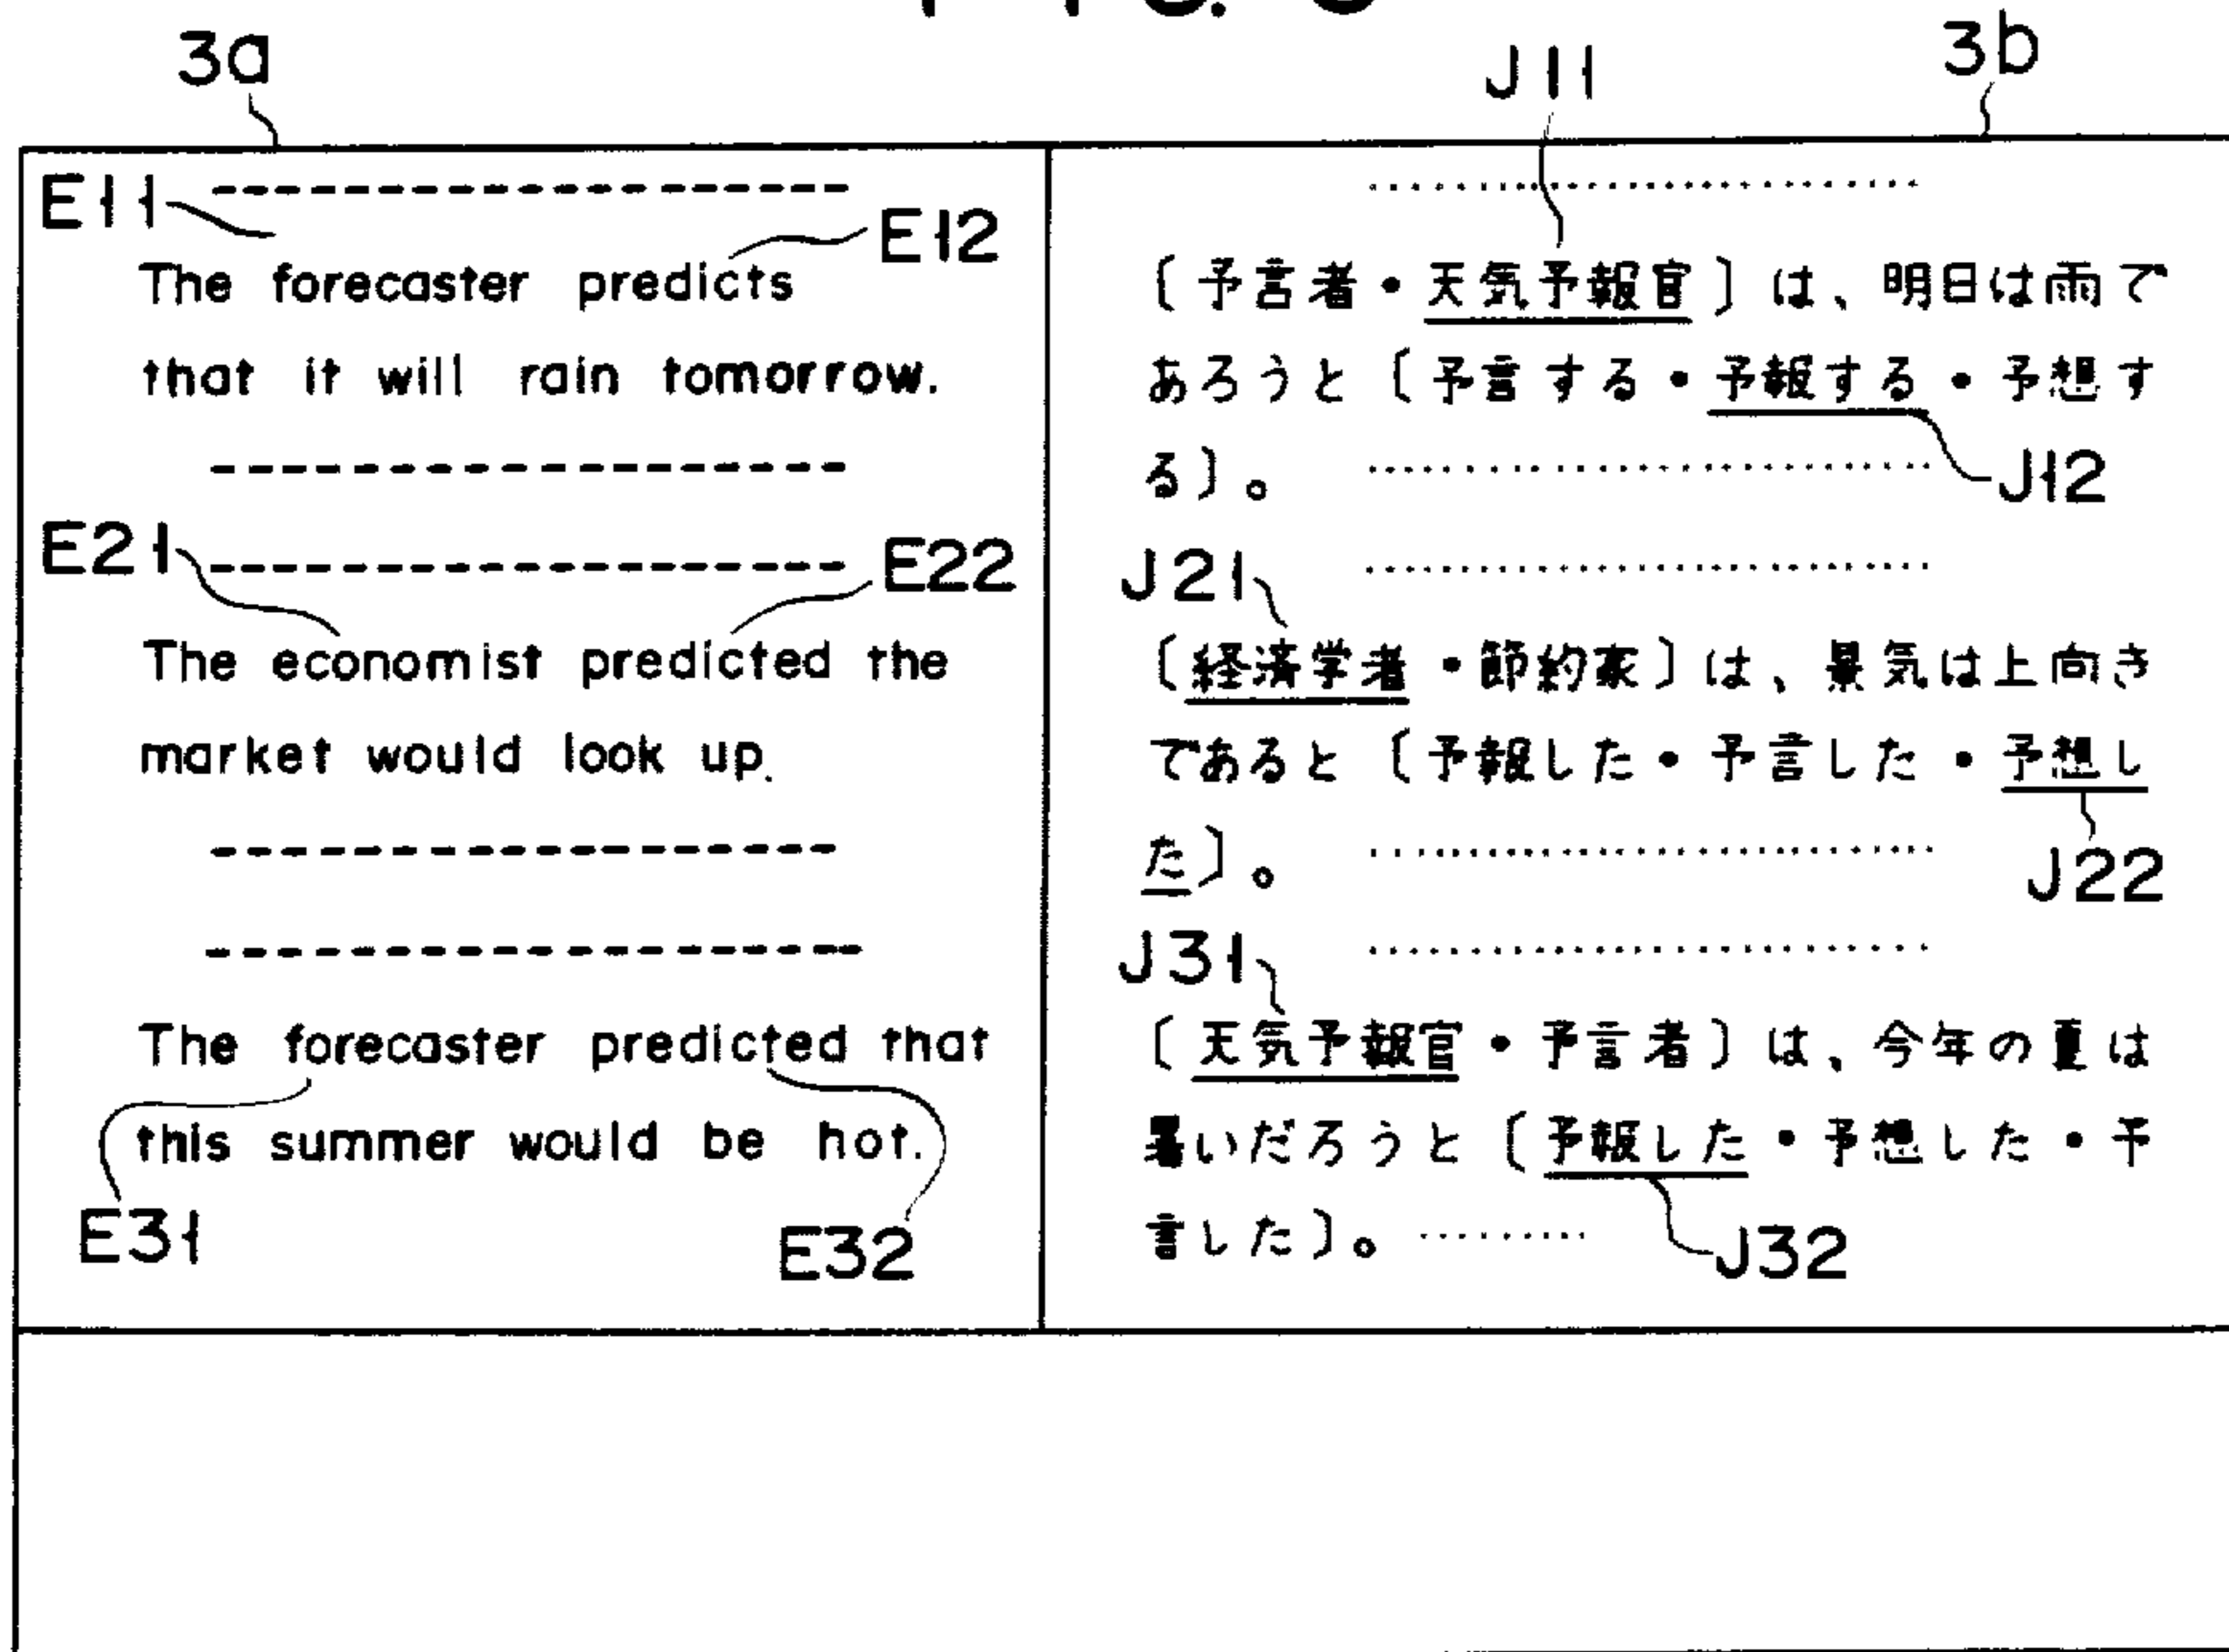 3a
J11
3b
E11
E12
The forecaster predicts
that it will rain tomorrow.
E21
E22
The economist predicted the
market would look up.
The forecaster predicted that
this summer would be hot.
E31
E32
〔予言者・天気予報官〕は、明日は雨で
あろうと〔予言する・予報する・予想す
る〕。
J12
J21
〔経済学者・節約家〕は、景気は上向き
であると〔予報した・予言した・予想し
た〕。
J22
J31
〔天気予報官・予言者〕は、今年の夏は
暑いだろうと〔予報した・予想した・予
言した〕。
J32